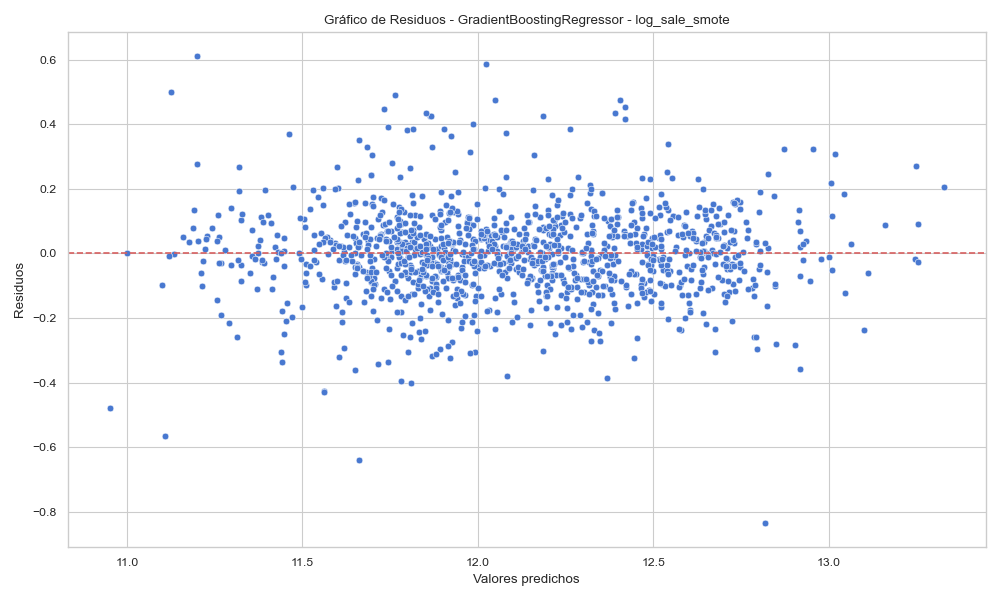 Gráfico de Residuos - GradientBoostingRegressor - log_sale_smote
0.6
0.4
0.2
0.0
−0.2
−0.4
−0.6
−0.8
Residuos
11.0 11.5 12.0 12.5 13.0
Valores predichos